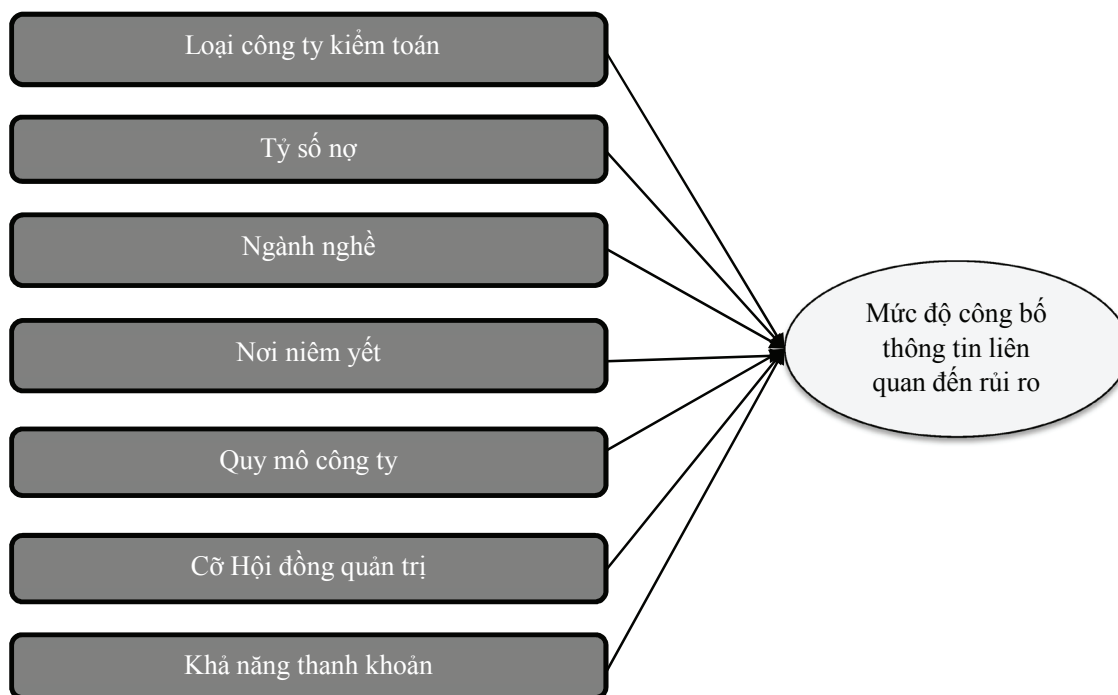 Loại công ty kiểm toán
Tỷ số nợ
Ngành nghề
Nơi niêm yết
Quy mô công ty
Cỡ Hội đồng quản trị
Khả năng thanh khoản
Mức độ công bố
thông tin liên
quan đến rủi ro